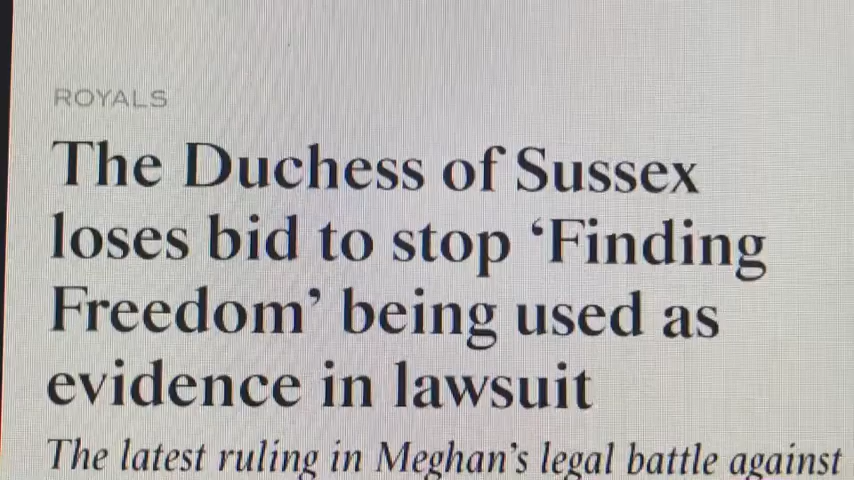 ROYALS
The Duchess of Sussex
loses bid to stop ‘Finding
Freedom’ being used as
evidence in lawsuit
The latest ruling in Meghan’s legal battle against